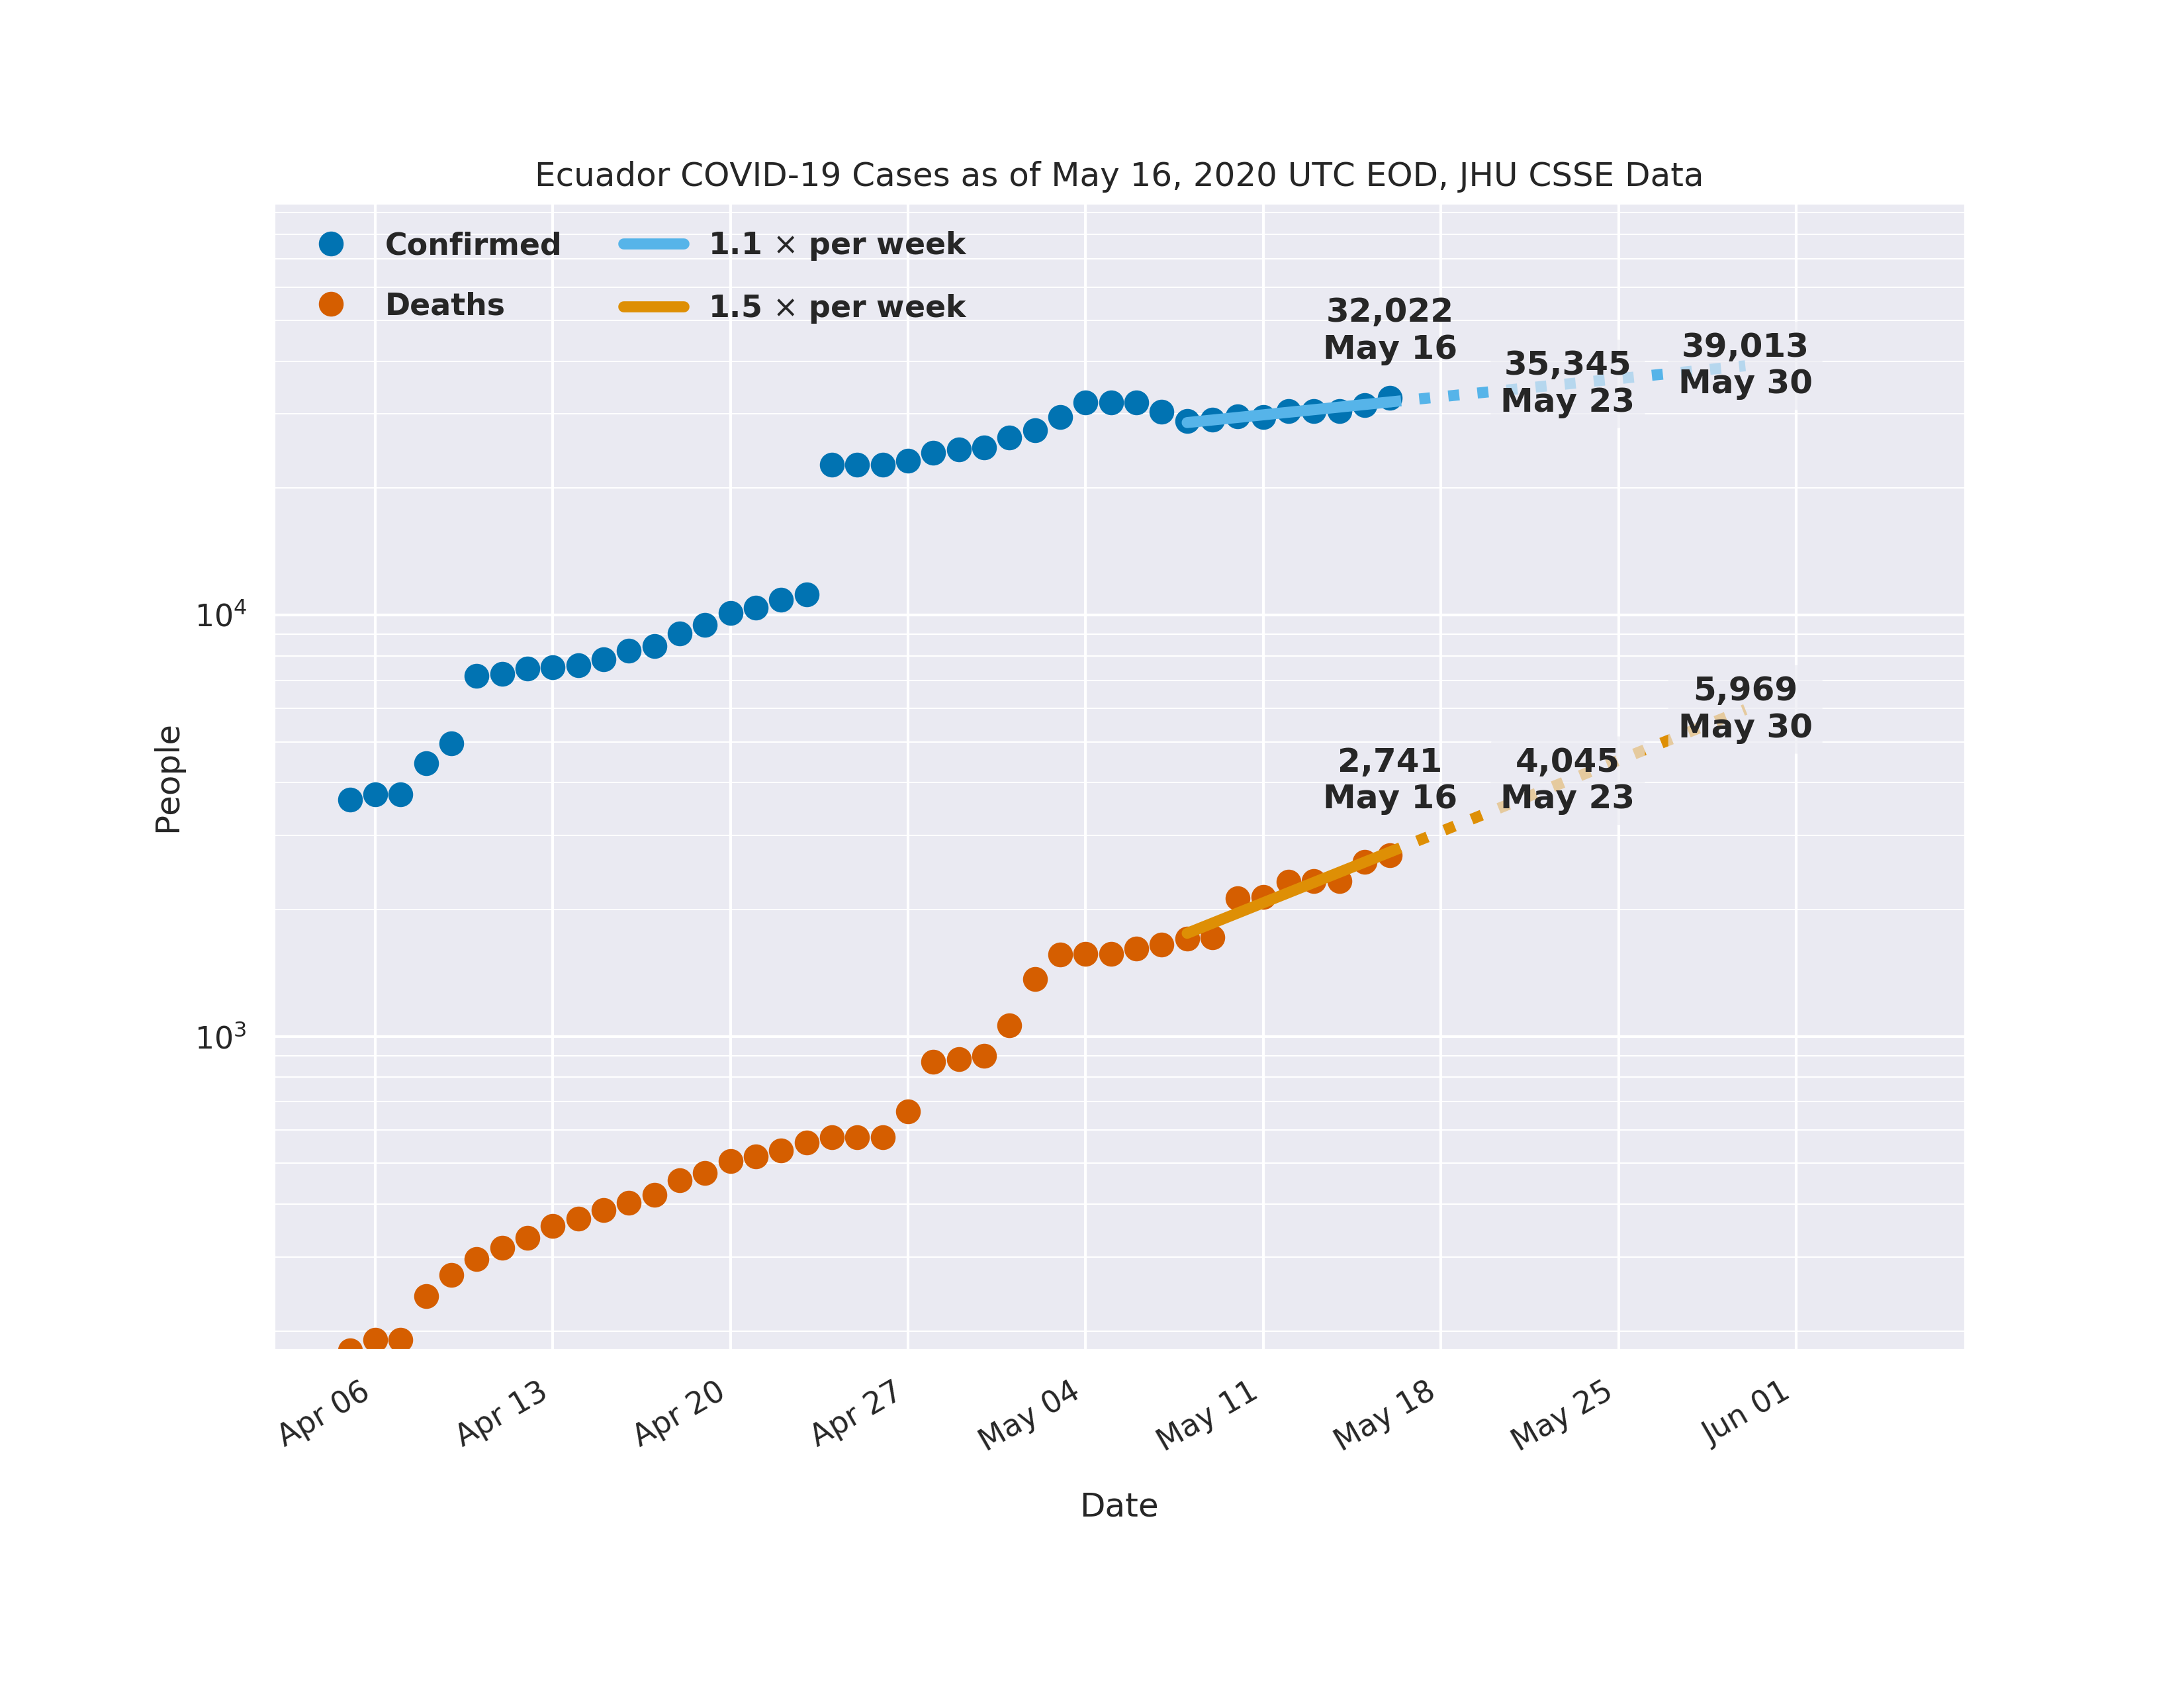 Ecuador COVID-19 Cases as of May 16, 2020 UTC EOD, JHU CSSE Data
Confirmed
Deaths
1.1 × per week
1.5 × per week
32,022
May 16
35,345
May 23
39,013
May 30
5,969
May 30
2,741
May 16
4,045
May 23
People
10⁴
10³
Apr 06
Apr 13
Apr 20
Apr 27
May 04
May 11
May 18
May 25
Jun 01
Date